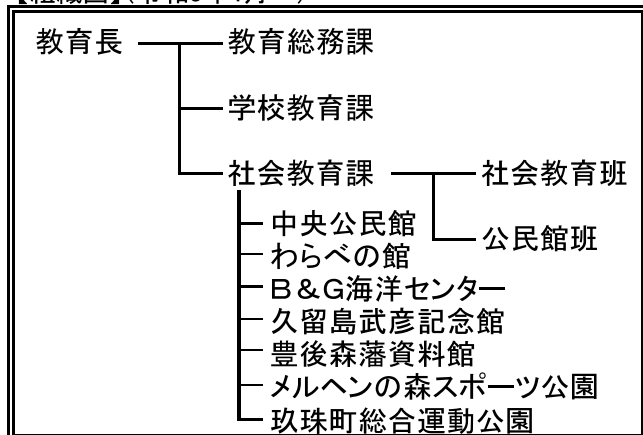 教育長 教育総務課
学校教育課
社会教育課 社会教育班
公民館班
中央公民館
わらべの館
B&G海洋センター
久留島武彦記念館
豊後森藩資料館
メルヘンの森スポーツ公園
玖珠町総合運動公園